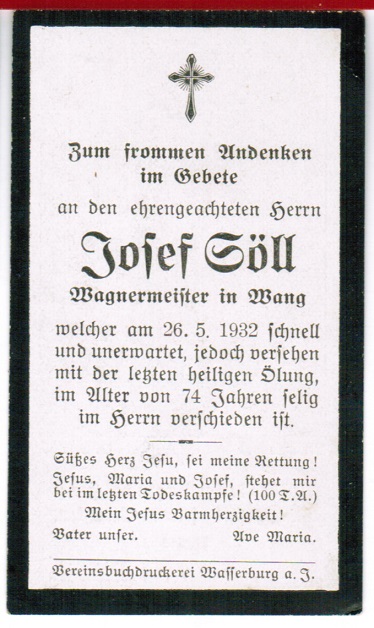 Zum frommen Andenken
im Gebete
an den ehrengeachteten Herrn
Josef Söll
Wagnermeister in Wang
welcher am 26. 5. 1932 schnell
und unerwartet, jedoch versehen
mit der letzten heiligen Ölung,
im Alter von 74 Jahren selig
im Herrn verschieden ist.
Süßes Herz Jesu, sei meine Rettung!
Jesus, Maria und Josef, stehet mir
bei im letzten Todeskampfe! (100 T. A.)
Mein Jesus Barmherzigkeit!
Vater unser. Ave Maria.
Vereinsbuchdruckerei Wasserburg a. J.